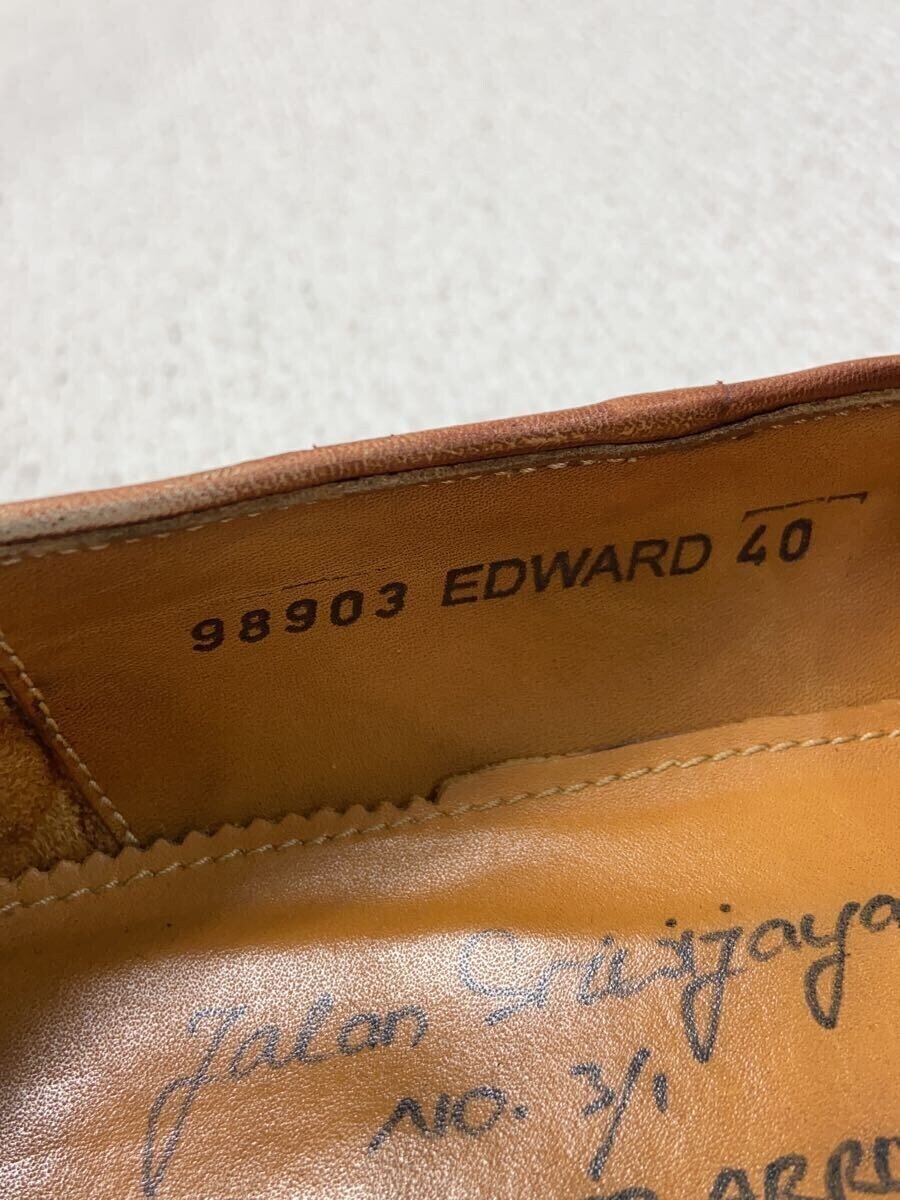 98903 EDWARD 40
Jalan Sriwijaya
NO. 3/1